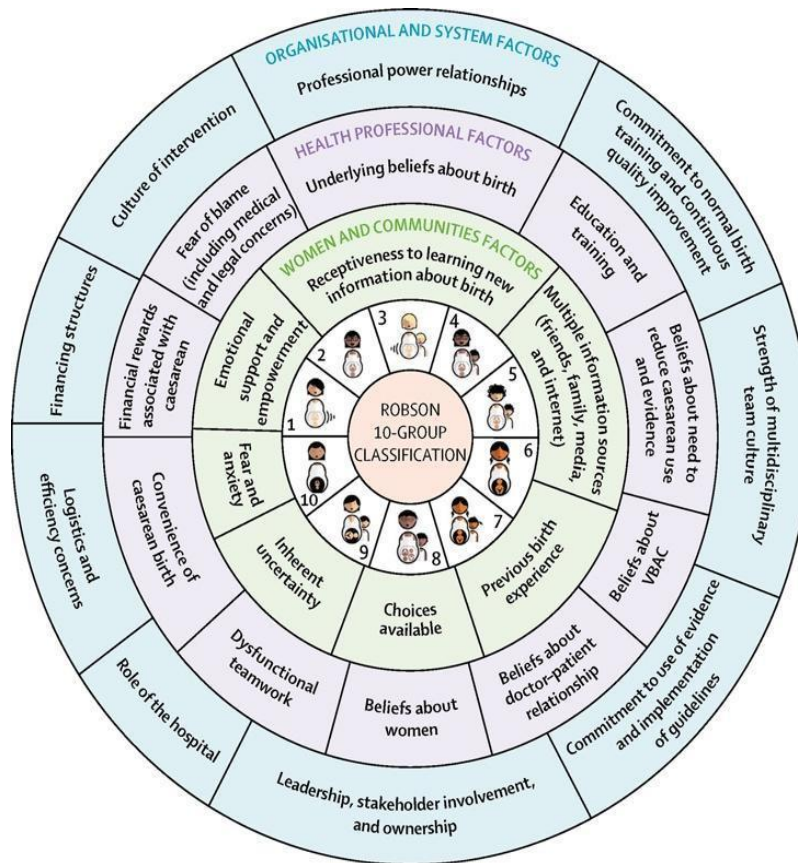 ORGANISATIONAL AND SYSTEM FACTORS
Professional power relationships
Commitment to normal birth
training and continuous
quality improvement
Strength of multidisciplinary
team culture
Commitment to use of evidence
and implementation
of guidelines
Leadership, stakeholder involvement,
and ownership
Role of the hospital
Logistics and
efficiency concerns
Financing structures
Culture of intervention
HEALTH PROFESSIONAL FACTORS
Underlying beliefs about birth
Education and
training
Beliefs about need to
reduce caesarean use
and evidence
Beliefs about
VBAC
Beliefs about
doctor-patient
relationship
Beliefs about
women
Dysfunctional
teamwork
Convenience of
caesarean birth
Financial rewards
associated with
caesarean
Fear of blame
(including medical
and legal concerns)
WOMEN AND COMMUNITIES FACTORS
Receptiveness to learning new
information about birth
Multiple information sources
(friends, family, media,
and internet)
Previous birth
experience
Choices
available
Inherent
uncertainty
Fear and
anxiety
Emotional
support and
empowerment
1
2
3
4
5
6
7
8
9
10
ROBSON
10-GROUP
CLASSIFICATION